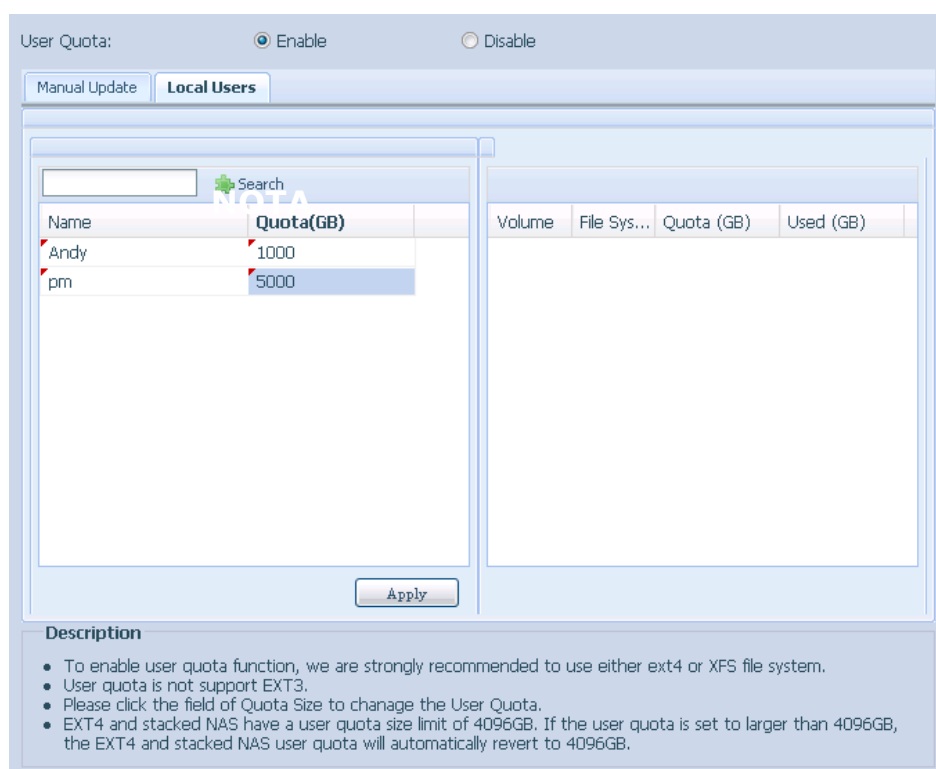 User Quota: Enable Disable
Manual Update Local Users
Search
NOTA
Name Quota(GB) Volume File Sys... Quota (GB) Used (GB)
Andy 1000
pm 5000
Apply
Description
To enable user quota function, we are strongly recommended to use either ext4 or XFS file system.
User quota is not support EXT3.
Please click the field of Quota Size to chanage the User Quota.
EXT4 and stacked NAS have a user quota size limit of 4096GB. If the user quota is set to larger than 4096GB,
the EXT4 and stacked NAS user quota will automatically revert to 4096GB.